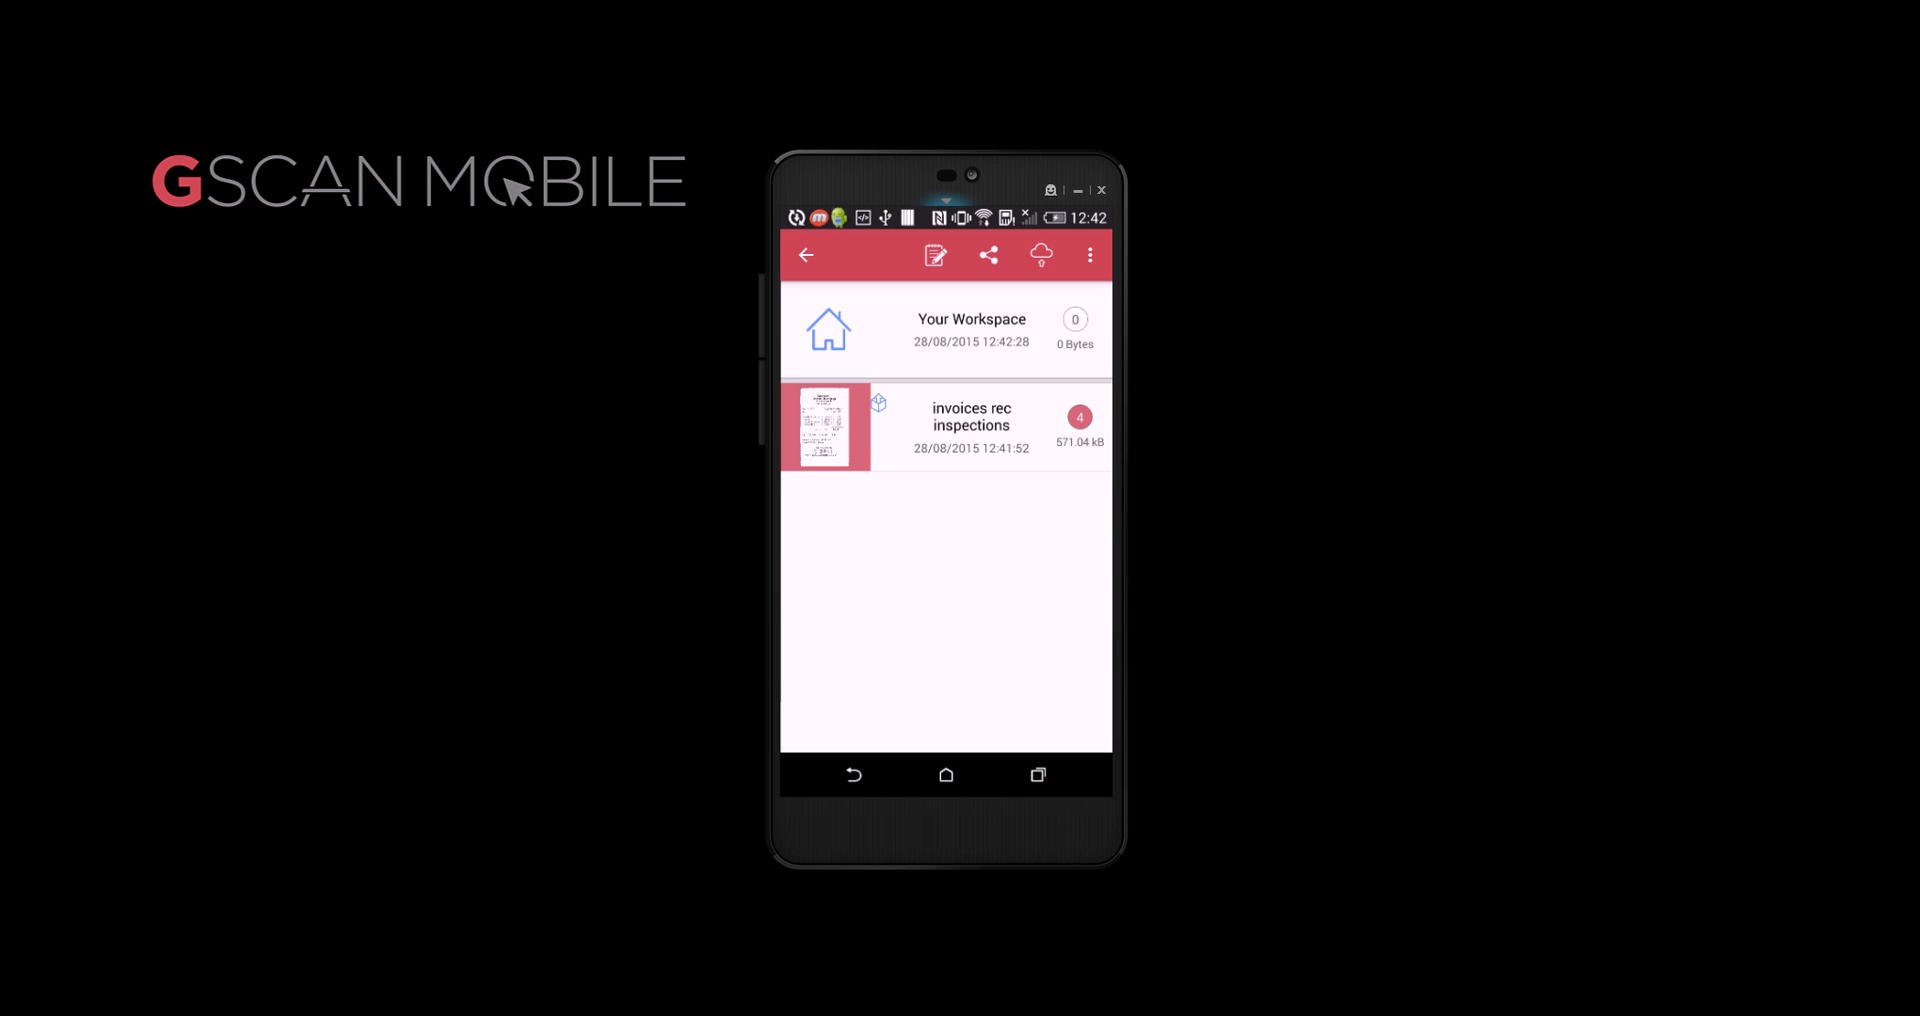 GSCAN MOBILE
12:42
Your Workspace
0
28/08/2015 12:42:28
0 Bytes
invoices rec
inspections
4
28/08/2015 12:41:52
571.04 kB